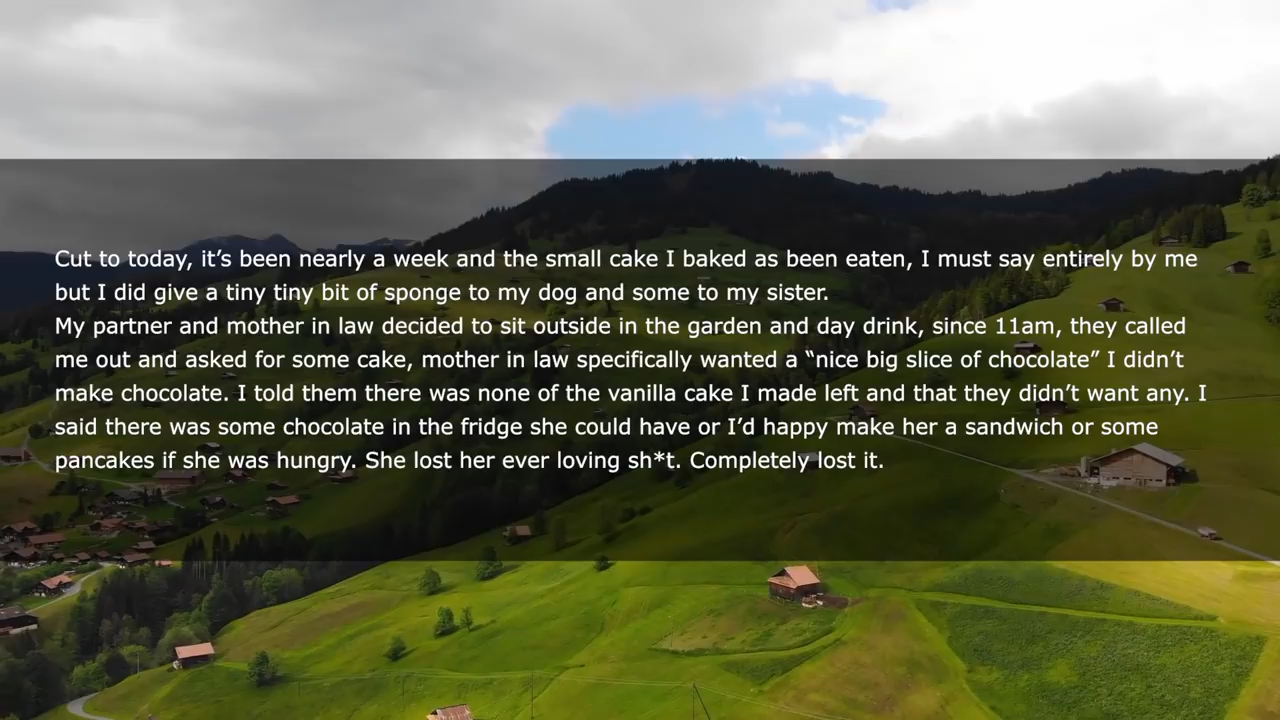 Cut to today, it’s been nearly a week and the small cake I baked as been eaten, I must say entirely by me
but I did give a tiny tiny bit of sponge to my dog and some to my sister.
My partner and mother in law decided to sit outside in the garden and day drink, since 11am, they called
me out and asked for some cake, mother in law specifically wanted a “nice big slice of chocolate” I didn’t
make chocolate. I told them there was none of the vanilla cake I made left and that they didn’t want any. I
said there was some chocolate in the fridge she could have or I’d happy make her a sandwich or some
pancakes if she was hungry. She lost her ever loving sh*t. Completely lost it.